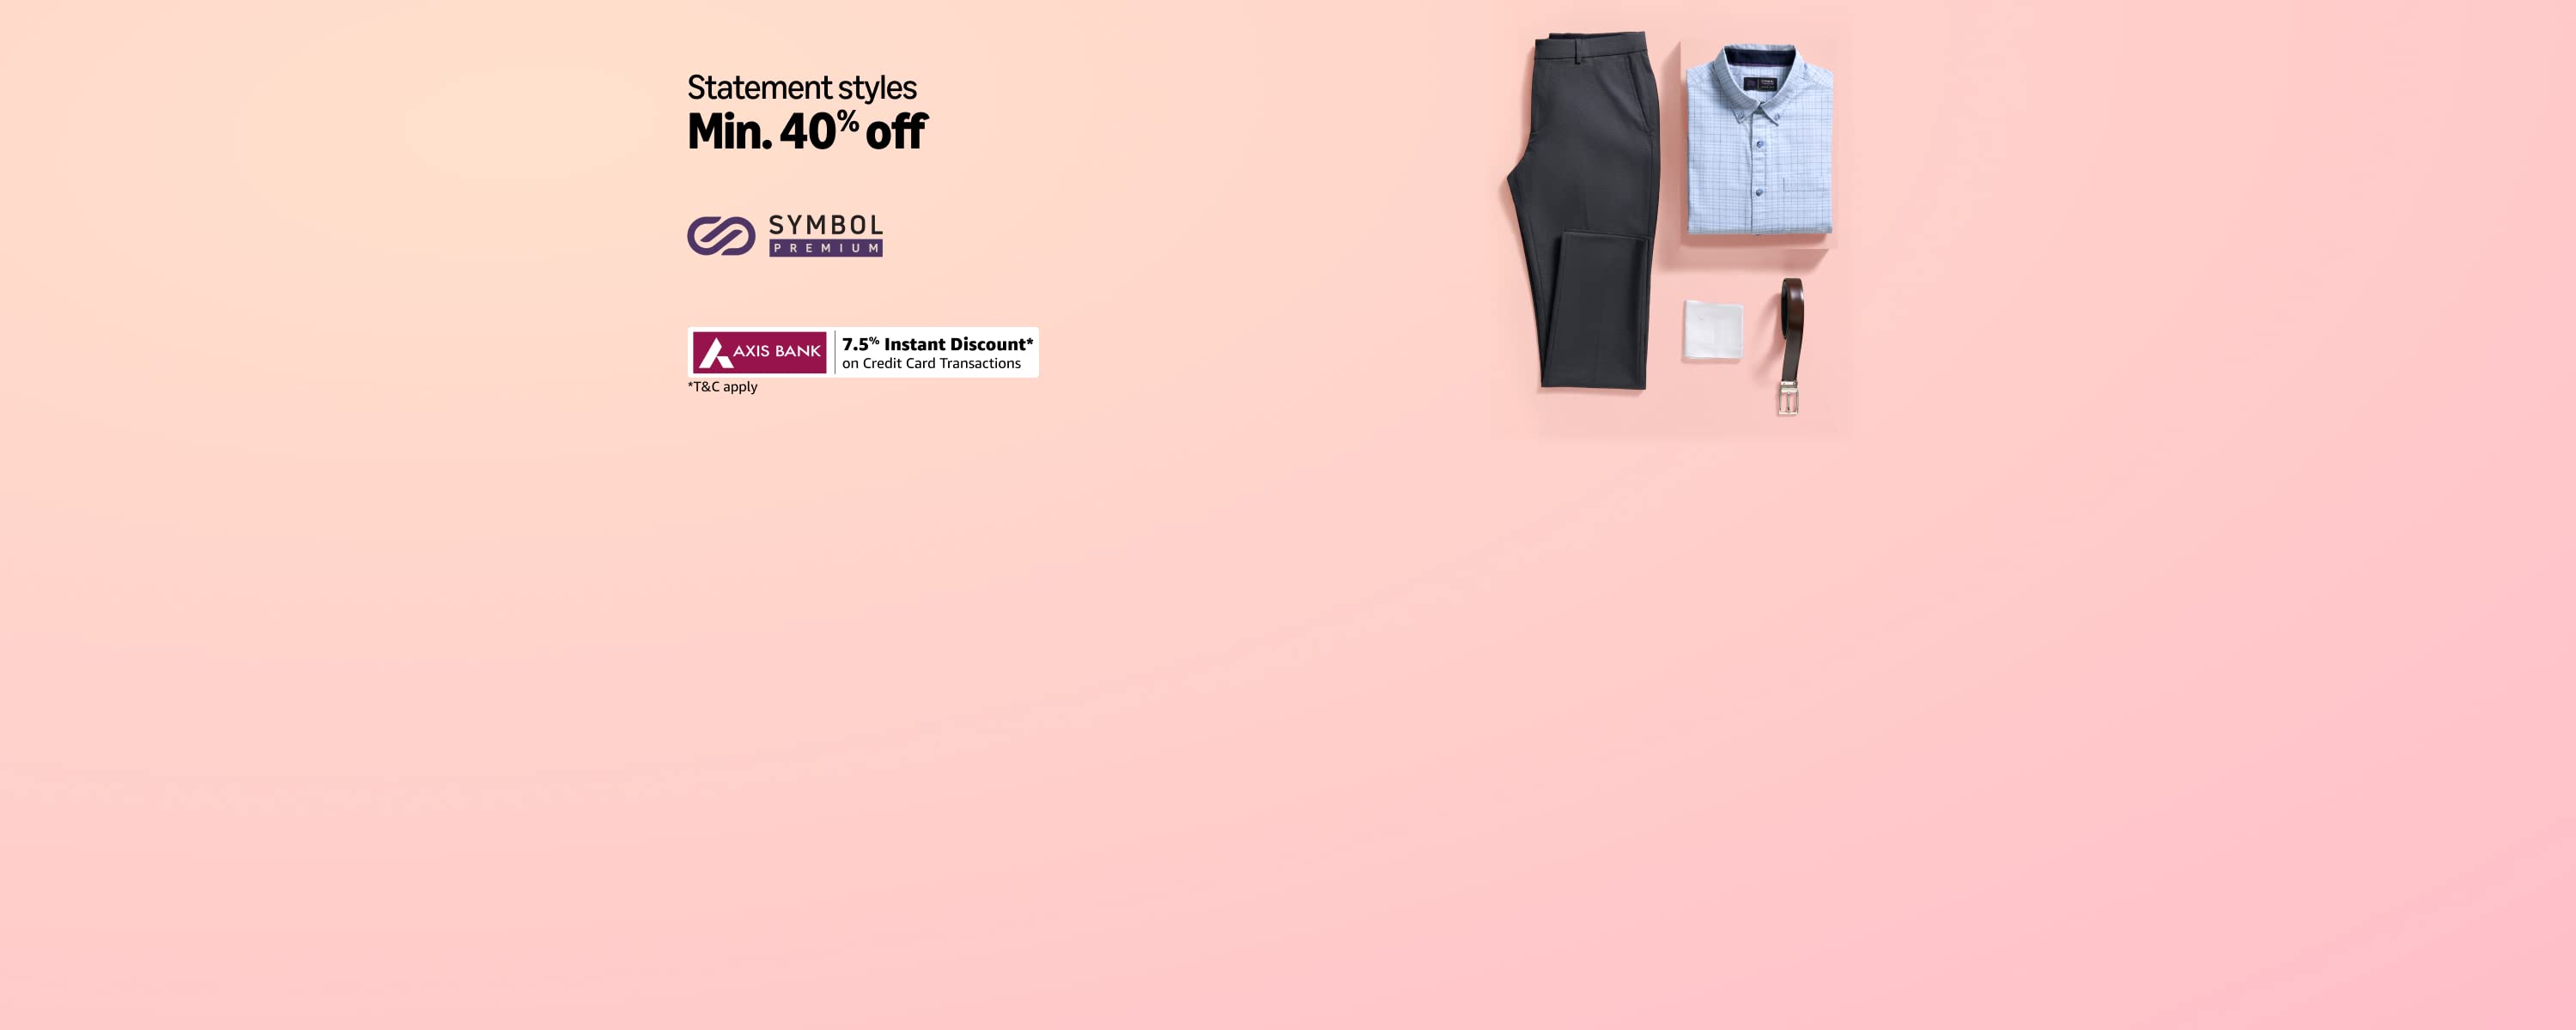 Statement styles
Min. 40% off
SYMBOL
PREMIUM
AXIS BANK
7.5% Instant Discount*
on Credit Card Transactions
*T&C apply